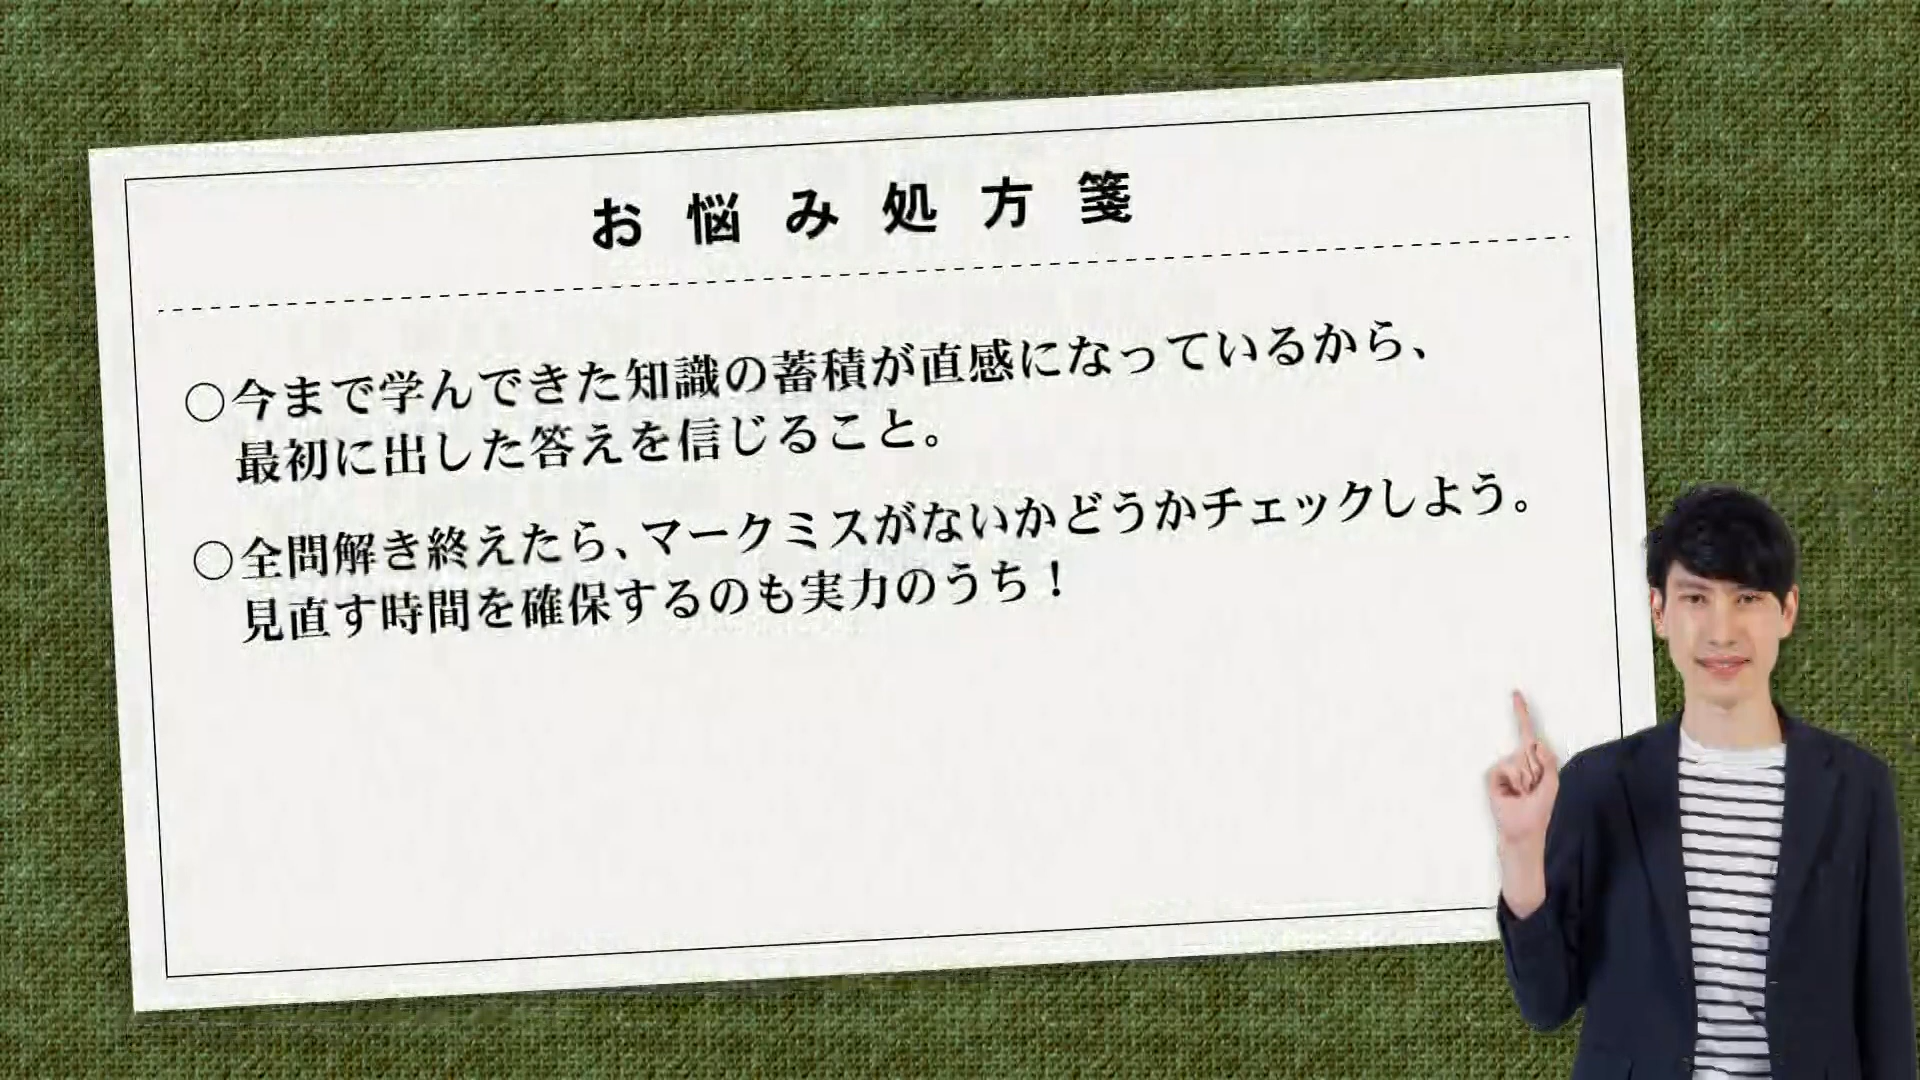 お悩み処方箋
○今まで学んできた知識の蓄積が直感になっているから、
最初に出した答えを信じること。
○全問解き終えたら、マークミスがないかどうかチェックしよう。
見直す時間を確保するのも実力のうち！